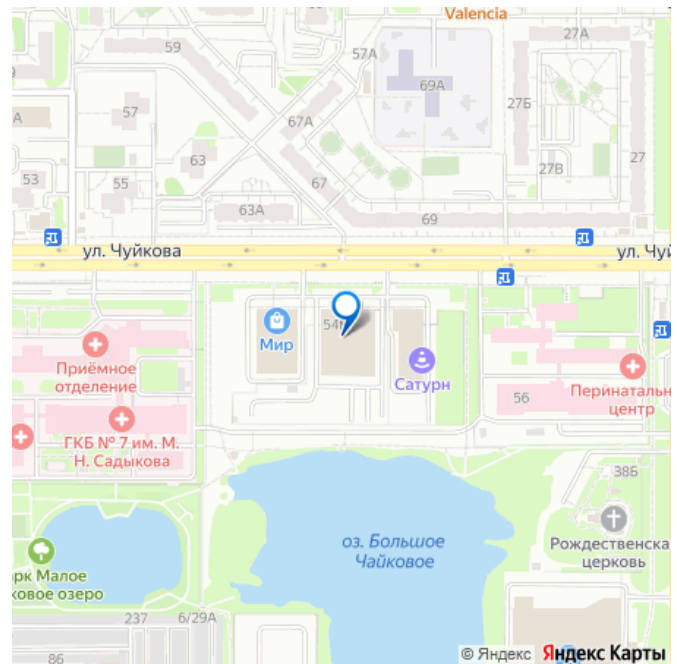 Valencia
59
57А
27А
69А
27Б
57
67А
А
63
27В
27
53
55
67
63А
69
ул. Чуйкова
ул. Чуй
54
Мир
Приёмное
отделение
Сатурн
56
Перинатальн
центр
ГКБ № 7 им. М.
Н. Садыкова
38Б
оз. Большое
Чайковое
Рождественска
церковь
рк Малое
ковое озеро
237
6/29А
86
© Яндекс Яндекс Карты